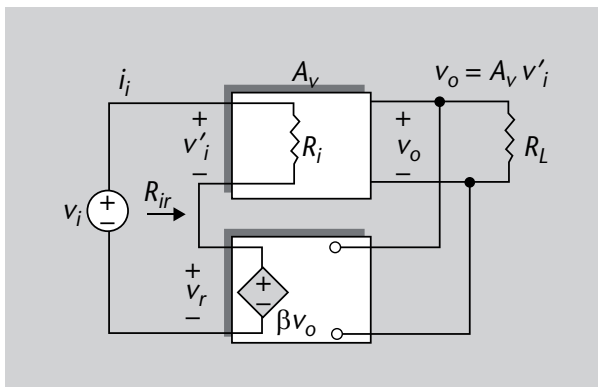 A_v
v_o = A_v v'_i
i_i
+
v'_i
−
R_i
+
v_o
−
R_L
v_i
+
−
R_ir
+
v_r
−
+
−
βv_o